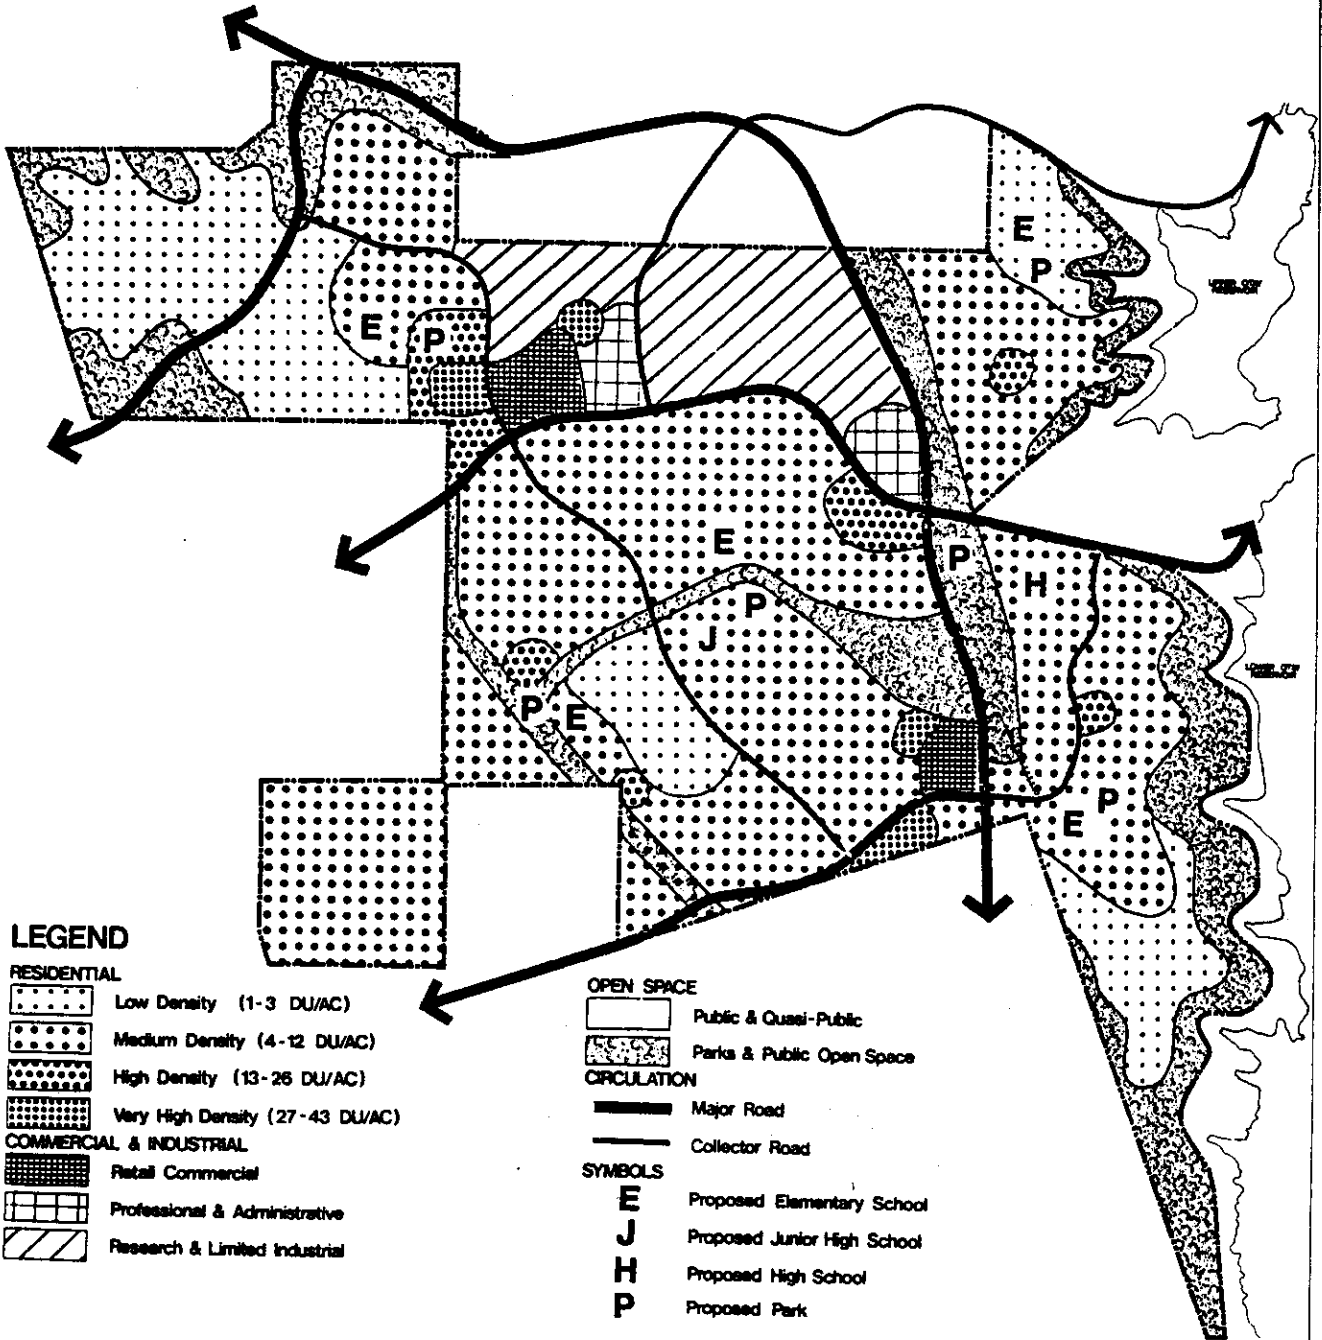 E
P
E
P
E
P
H
P
J
P
E
E
P
LEGEND
RESIDENTIAL
Low Density (1-3 DU/AC)
Medium Density (4-12 DU/AC)
High Density (13-26 DU/AC)
Very High Density (27-43 DU/AC)
COMMERCIAL & INDUSTRIAL
Retail Commercial
Professional & Administrative
Research & Limited Industrial
OPEN SPACE
Public & Quasi-Public
Parks & Public Open Space
CIRCULATION
Major Road
Collector Road
SYMBOLS
E Proposed Elementary School
J Proposed Junior High School
H Proposed High School
P Proposed Park